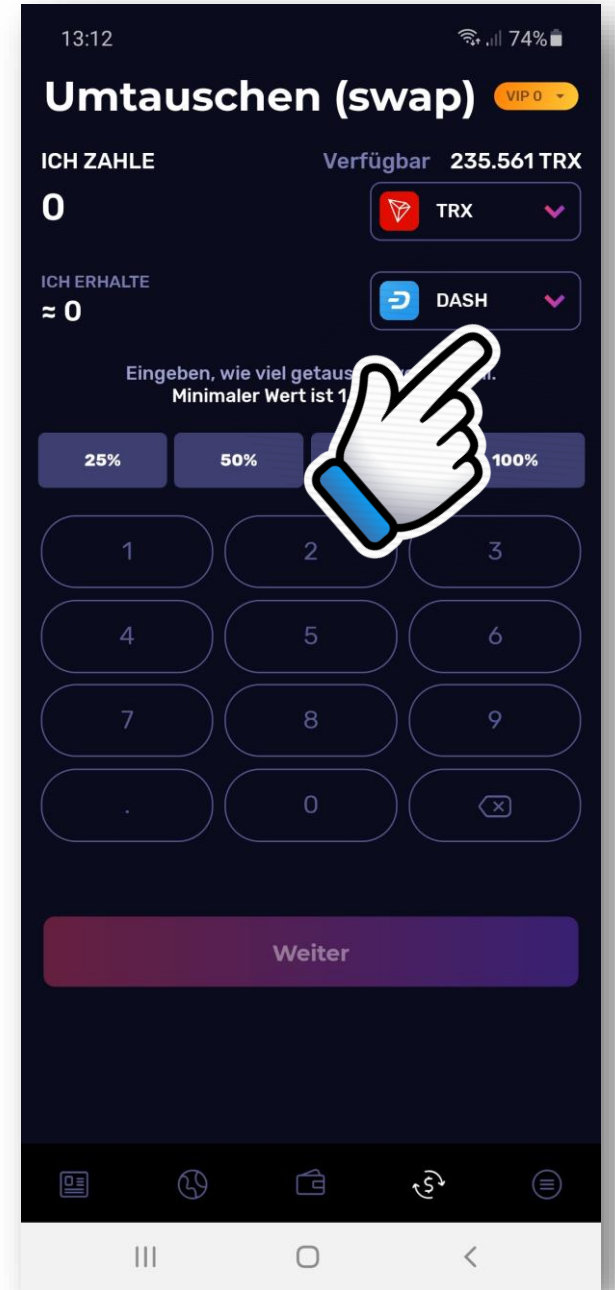 13:12 74%
Umtauschen (swap) VIP 0
ICH ZAHLE Verfügbar 235.561 TRX
0 TRX
ICH ERHALTE
≈ 0 DASH
Eingeben, wie viel
Minimaler Wert ist
25% 50% 100%
1 2 3
4 5 6
7 8 9
. 0
Weiter